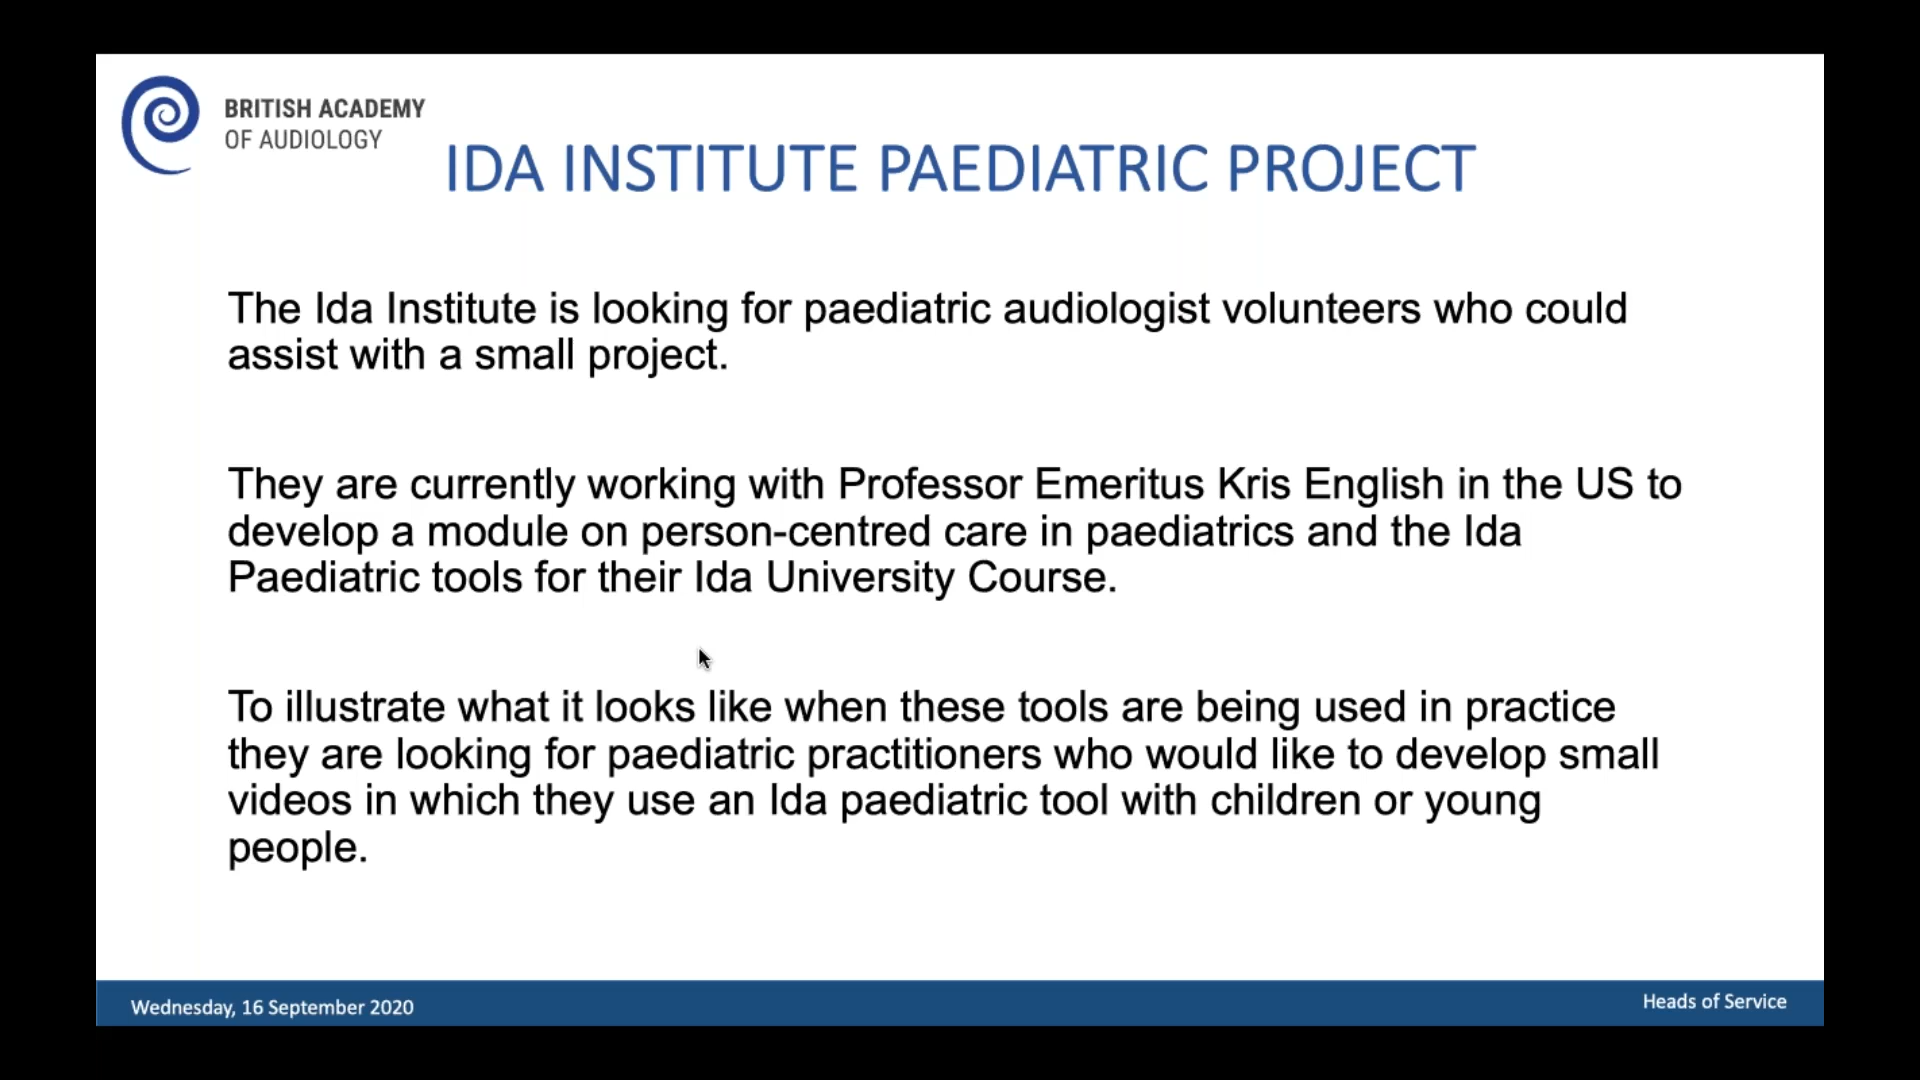 BRITISH ACADEMY
OF AUDIOLOGY
IDA INSTITUTE PAEDIATRIC PROJECT
The Ida Institute is looking for paediatric audiologist volunteers who could
assist with a small project.
They are currently working with Professor Emeritus Kris English in the US to
develop a module on person-centred care in paediatrics and the Ida
Paediatric tools for their Ida University Course.
To illustrate what it looks like when these tools are being used in practice
they are looking for paediatric practitioners who would like to develop small
videos in which they use an Ida paediatric tool with children or young
people.
Wednesday, 16 September 2020
Heads of Service